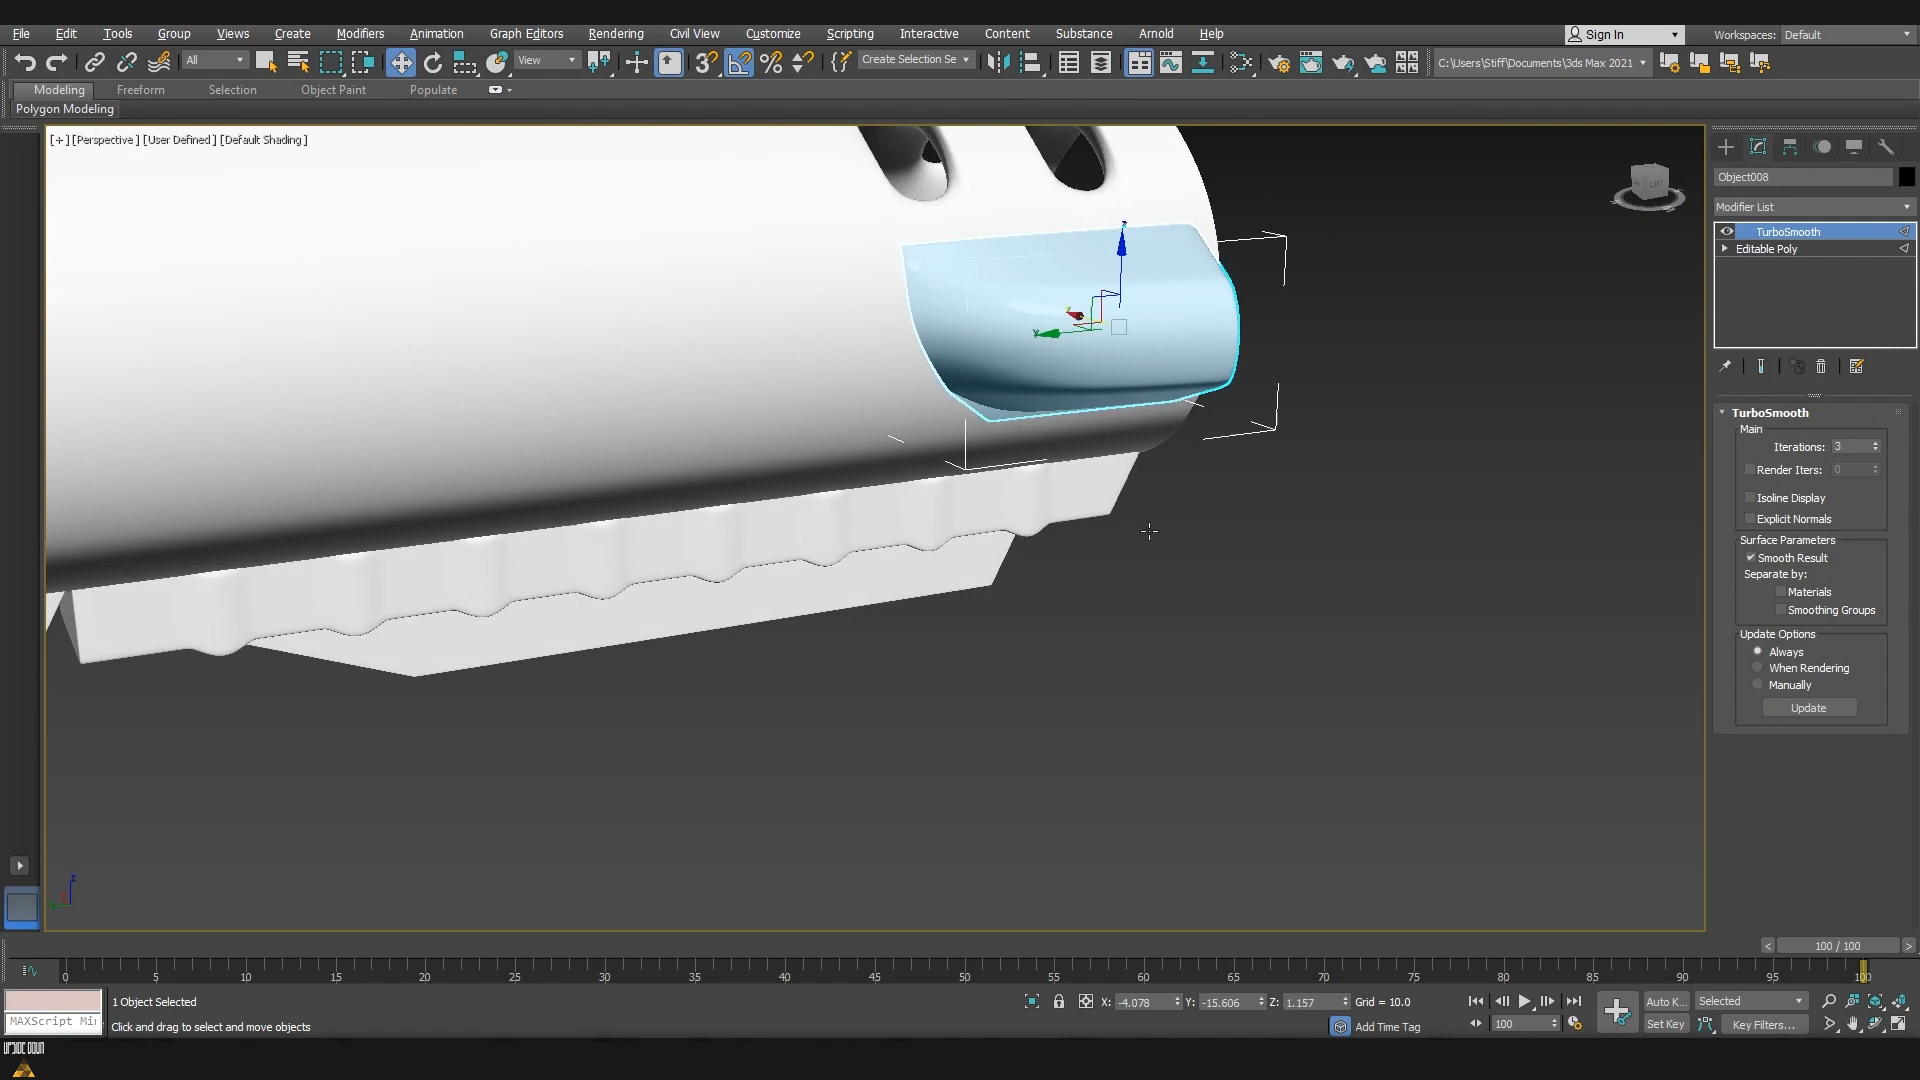 File Edit Tools Group Views Create Modifiers Animation Graph Editors Rendering Civil View Customize Scripting Interactive Content Substance Arnold Help Sign In Workspaces: Default
All View Create Selection Se C:\Users\Stiff\Documents\3ds Max 2021
Modeling Freeform Selection Object Paint Populate
Polygon Modeling
[+] [Perspective] [User Defined] [Default Shading]
Object008
Modifier List
TurboSmooth
Editable Poly
TurboSmooth
Main
Iterations: 3
Render Iters: 0
Isoline Display
Explicit Normals
Surface Parameters
Smooth Result
Separate by:
Materials
Smoothing Groups
Update Options
Always
When Rendering
Manually
Update
z
100 / 100
0 5 10 15 20 25 30 35 40 45 50 55 60 65 70 75 80 85 90 95 100
1 Object Selected X: -4.078 Y: -15.606 Z: 1.157 Grid = 10.0 Auto K... Selected
MAXScript Mi Click and drag to select and move objects Add Time Tag 100 Set Key Key Filters...
UPSIDE DOWN